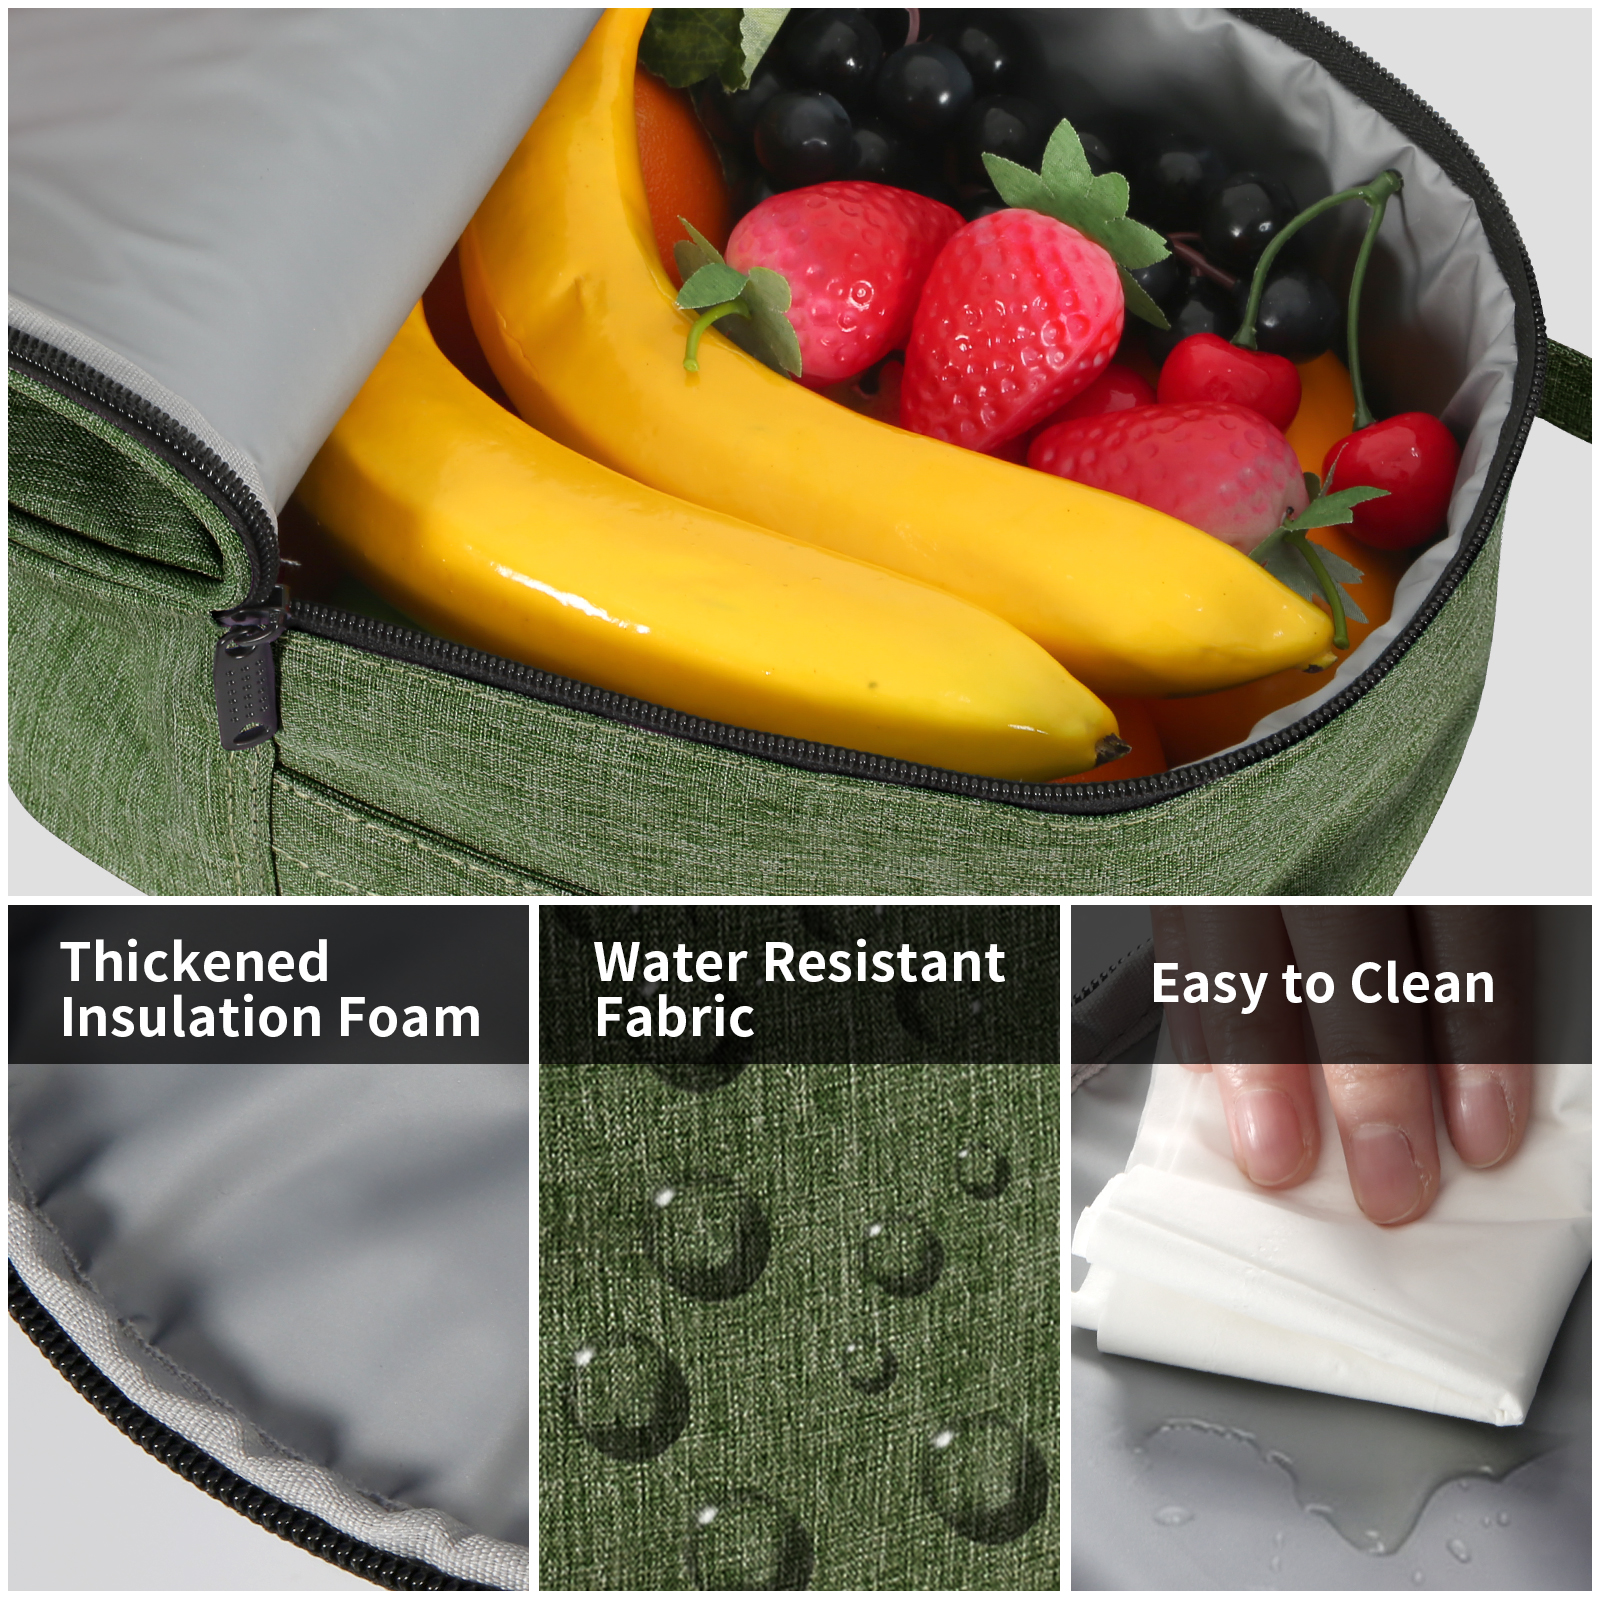 Thickened
Insulation Foam
Water Resistant
Fabric
Easy to Clean